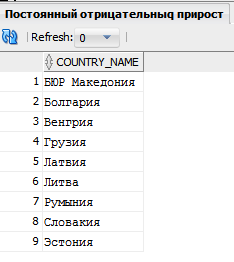 Постоянный отрицательныq прирост
Refresh: 0
COUNTRY_NAME
1 БЮР Македония
2 Болгария
3 Венгрия
4 Грузия
5 Латвия
6 Литва
7 Румыния
8 Словакия
9 Эстония